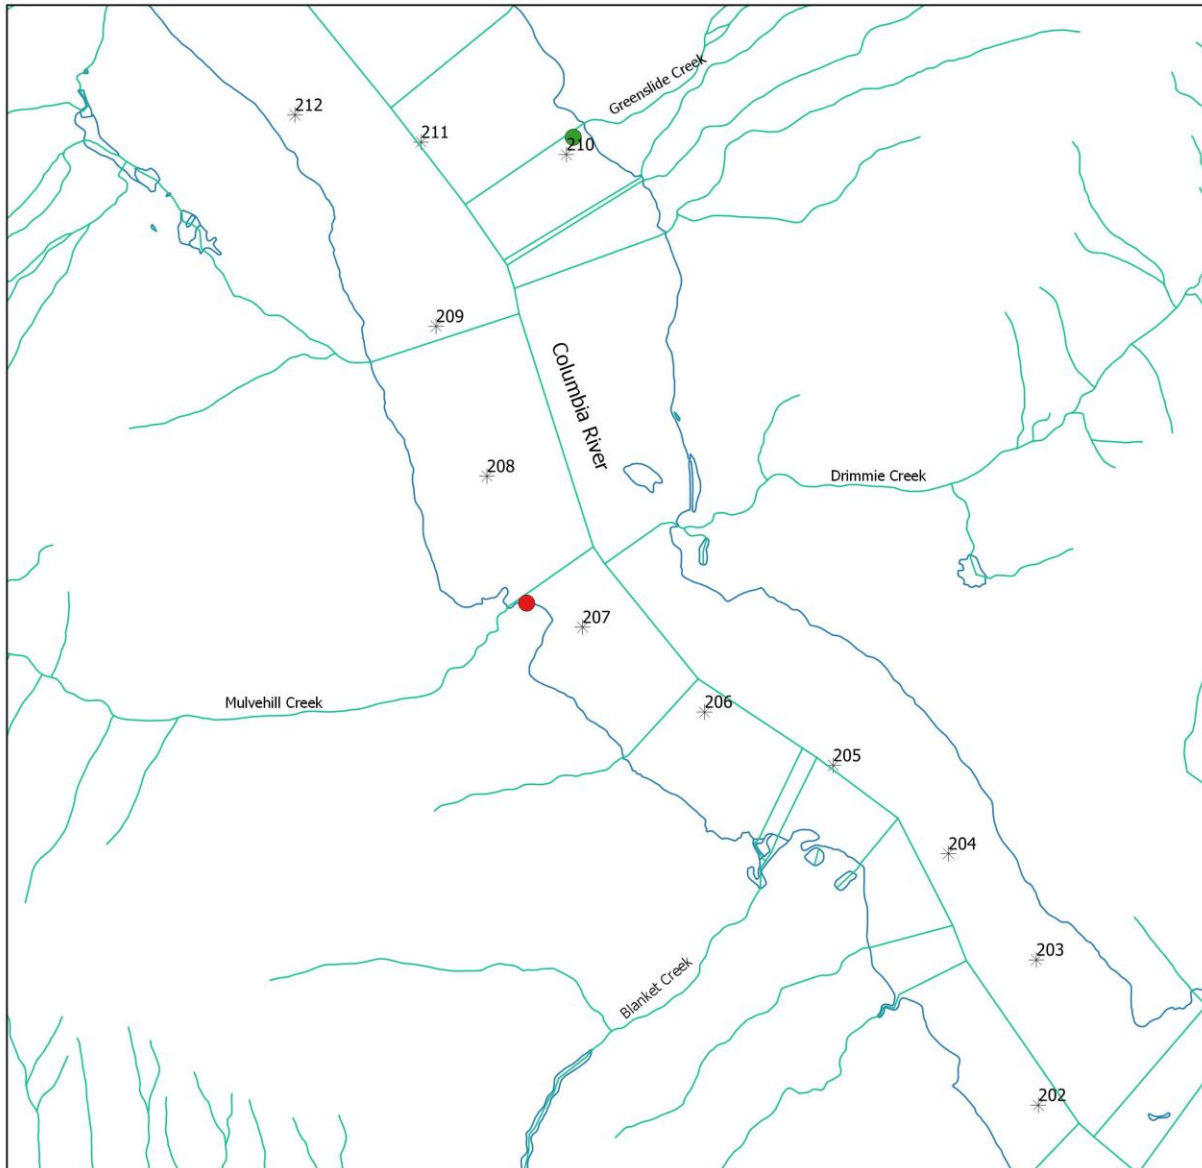 Greenslide Creek
212
211
210
209
Columbia River
208
Drimmie Creek
207
Mulvehill Creek
206
205
204
203
Blanket Creek
202